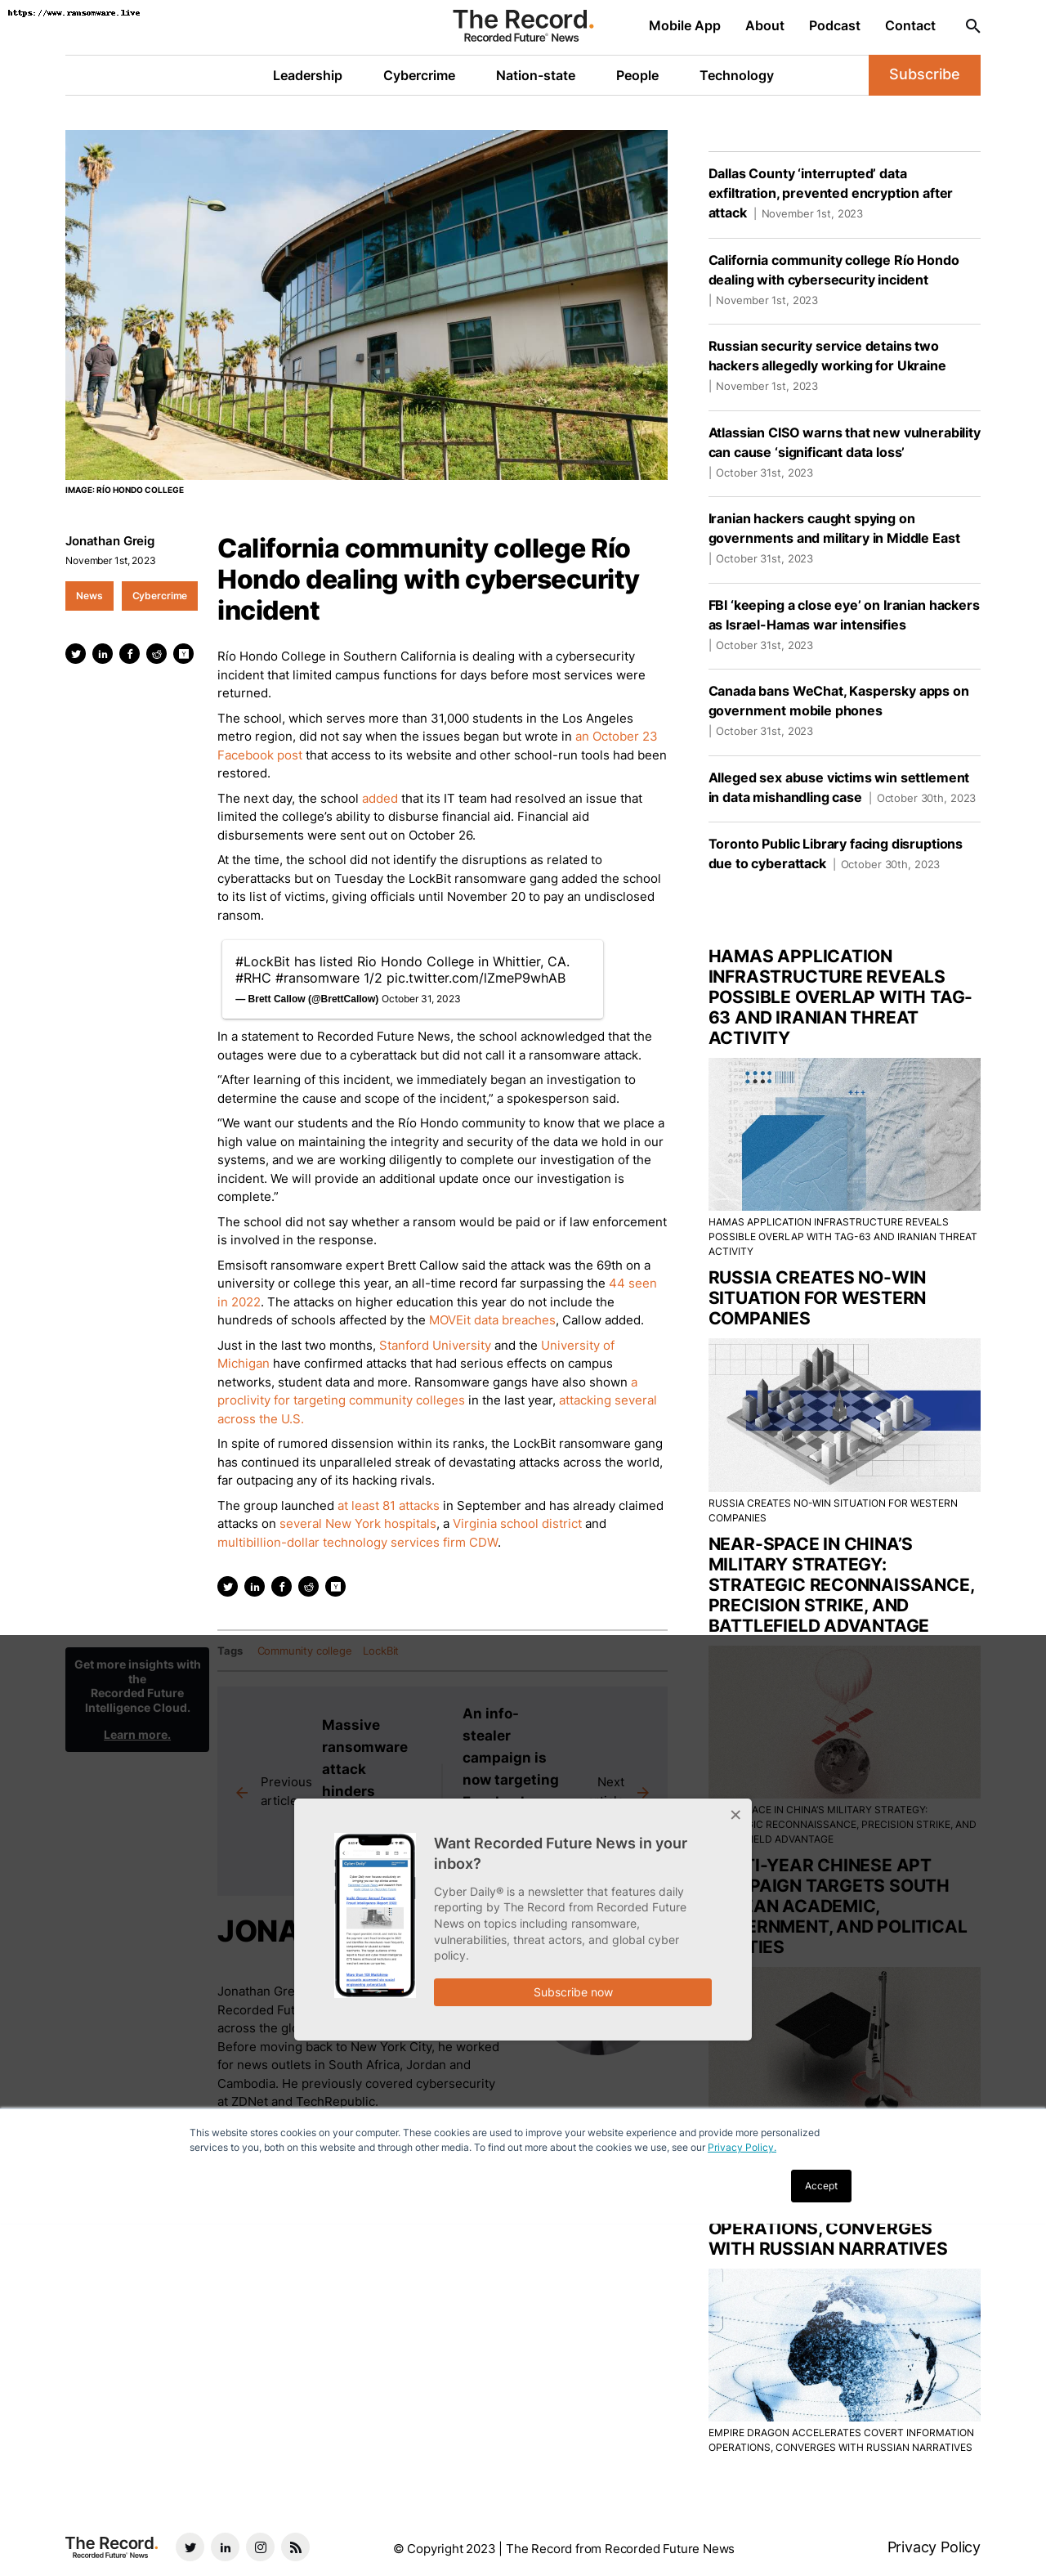 https://www.ransomware.live
The Record.
Recorded Future® News
Mobile App
About
Podcast
Contact
Leadership
Cybercrime
Nation-state
People
Technology
Subscribe
IMAGE: RÍO HONDO COLLEGE
Jonathan Greig
November 1st, 2023
News
Cybercrime
California community college Río
Hondo dealing with cybersecurity
incident
Río Hondo College in Southern California is dealing with a cybersecurity
incident that limited campus functions for days before most services were
returned.
The school, which serves more than 31,000 students in the Los Angeles
metro region, did not say when the issues began but wrote in an October 23
Facebook post that access to its website and other school-run tools had been
restored.
The next day, the school added that its IT team had resolved an issue that
limited the college’s ability to disburse financial aid. Financial aid
disbursements were sent out on October 26.
At the time, the school did not identify the disruptions as related to
cyberattacks but on Tuesday the LockBit ransomware gang added the school
to its list of victims, giving officials until November 20 to pay an undisclosed
ransom.
#LockBit has listed Rio Hondo College in Whittier, CA.
#RHC #ransomware 1/2 pic.twitter.com/lZmeP9whAB
— Brett Callow (@BrettCallow) October 31, 2023
In a statement to Recorded Future News, the school acknowledged that the
outages were due to a cyberattack but did not call it a ransomware attack.
“After learning of this incident, we immediately began an investigation to
determine the cause and scope of the incident,” a spokesperson said.
“We want our students and the Río Hondo community to know that we place a
high value on maintaining the integrity and security of the data we hold in our
systems, and we are working diligently to complete our investigation of the
incident. We will provide an additional update once our investigation is
complete.”
The school did not say whether a ransom would be paid or if law enforcement
is involved in the response.
Emsisoft ransomware expert Brett Callow said the attack was the 69th on a
university or college this year, an all-time record far surpassing the 44 seen
in 2022. The attacks on higher education this year do not include the
hundreds of schools affected by the MOVEit data breaches, Callow added.
Just in the last two months, Stanford University and the University of
Michigan have confirmed attacks that had serious effects on campus
networks, student data and more. Ransomware gangs have also shown a
proclivity for targeting community colleges in the last year, attacking several
across the U.S.
In spite of rumored dissension within its ranks, the LockBit ransomware gang
has continued its unparalleled streak of devastating attacks across the world,
far outpacing any of its hacking rivals.
The group launched at least 81 attacks in September and has already claimed
attacks on several New York hospitals, a Virginia school district and
multibillion-dollar technology services firm CDW.
Tags
Community college
LockBit
Get more insights with
the
Recorded Future
Intelligence Cloud.
Learn more.
Previous
article
Massive
ransomware
attack
hinders
An info-
stealer
campaign is
now targeting
Next
Want Recorded Future News in your
inbox?
Cyber Daily® is a newsletter that features daily
reporting by The Record from Recorded Future
News on topics including ransomware,
vulnerabilities, threat actors, and global cyber
policy.
Subscribe now
JONA
Jonathan Gre
Recorded Fut
across the gl
Before moving back to New York City, he worked
for news outlets in South Africa, Jordan and
Cambodia. He previously covered cybersecurity
at ZDNet and TechRepublic.
Dallas County ‘interrupted’ data
exfiltration, prevented encryption after
attack | November 1st, 2023
California community college Río Hondo
dealing with cybersecurity incident
| November 1st, 2023
Russian security service detains two
hackers allegedly working for Ukraine
| November 1st, 2023
Atlassian CISO warns that new vulnerability
can cause ‘significant data loss’
| October 31st, 2023
Iranian hackers caught spying on
governments and military in Middle East
| October 31st, 2023
FBI ‘keeping a close eye’ on Iranian hackers
as Israel-Hamas war intensifies
| October 31st, 2023
Canada bans WeChat, Kaspersky apps on
government mobile phones
| October 31st, 2023
Alleged sex abuse victims win settlement
in data mishandling case | October 30th, 2023
Toronto Public Library facing disruptions
due to cyberattack | October 30th, 2023
HAMAS APPLICATION
INFRASTRUCTURE REVEALS
POSSIBLE OVERLAP WITH TAG-
63 AND IRANIAN THREAT
ACTIVITY
HAMAS APPLICATION INFRASTRUCTURE REVEALS
POSSIBLE OVERLAP WITH TAG-63 AND IRANIAN THREAT
ACTIVITY
RUSSIA CREATES NO-WIN
SITUATION FOR WESTERN
COMPANIES
RUSSIA CREATES NO-WIN SITUATION FOR WESTERN
COMPANIES
NEAR-SPACE IN CHINA’S
MILITARY STRATEGY:
STRATEGIC RECONNAISSANCE,
PRECISION STRIKE, AND
BATTLEFIELD ADVANTAGE
ACE IN CHINA’S MILITARY STRATEGY:
IC RECONNAISSANCE, PRECISION STRIKE, AND
IELD ADVANTAGE
TI-YEAR CHINESE APT
PAIGN TARGETS SOUTH
AN ACADEMIC,
ERNMENT, AND POLITICAL
TIES
This website stores cookies on your computer. These cookies are used to improve your website experience and provide more personalized
services to you, both on this website and through other media. To find out more about the cookies we use, see our Privacy Policy.
Accept
OPERATIONS, CONVERGES
WITH RUSSIAN NARRATIVES
EMPIRE DRAGON ACCELERATES COVERT INFORMATION
OPERATIONS, CONVERGES WITH RUSSIAN NARRATIVES
The Record.
Recorded Future® News
© Copyright 2023 | The Record from Recorded Future News
Privacy Policy